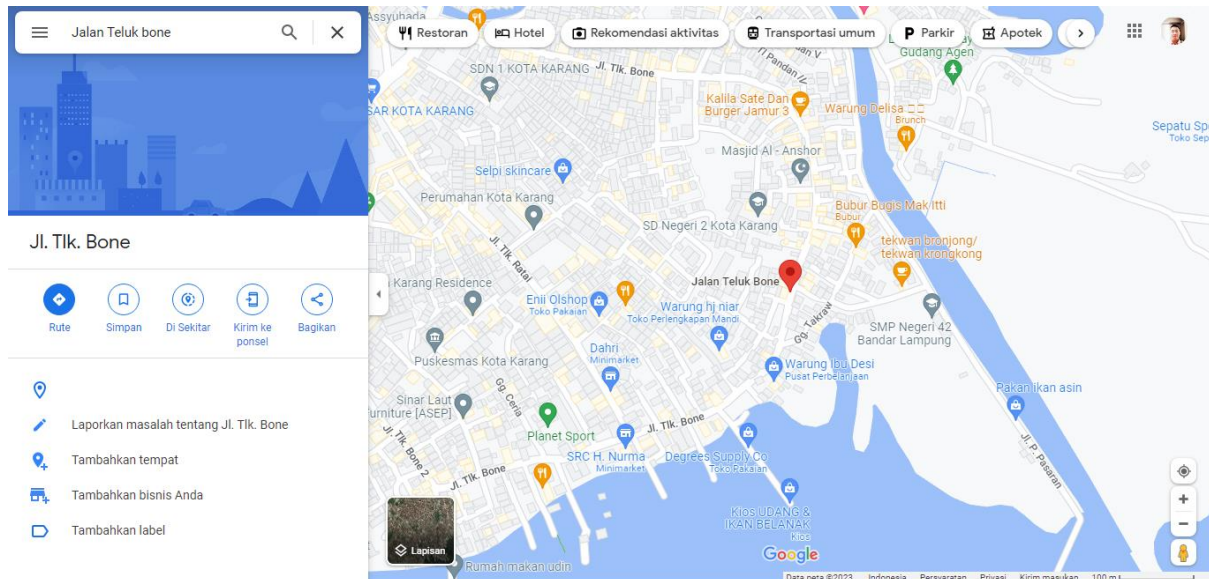 Jalan Teluk bone
Jl. Tlk. Bone
Rute
Simpan
Di Sekitar
Kirim ke
ponsel
Bagikan
Laporkan masalah tentang Jl. Tlk. Bone
Tambahkan tempat
Tambahkan bisnis Anda
Tambahkan label
Restoran
Hotel
Rekomendasi aktivitas
Transportasi umum
Parkir
Apotek
Assyuhada
Gudang Agen
SDN 1 KOTA KARANG
Jl. Tlk. Bone
SAR KOTA KARANG
Kalila Sate Dan
Burger Jamur 3
Warung Delisa
Brunch
Sepatu Sp
Toko Sep
Masjid Al - Anshor
Selpi skincare
Perumahan Kota Karang
SD Negeri 2 Kota Karang
Bubur Bugis Mak Itti
Bubur
tekwan bronjong/
tekwan krongkong
Jl. Tlk. Ratai
Jalan Teluk Bone
Karang Residence
Enii Olshop
Toko Pakaian
Warung hj niar
Toko Perlengkapan Mandi
Gg. Takraw
SMP Negeri 42
Bandar Lampung
Puskesmas Kota Karang
Dahri
Minimarket
Warung Ibu Desi
Pusat Perbelanjaan
Pakan ikan asin
Gg. Ceria
Sinar Laut
Furniture [ASEP]
Planet Sport
Jl. Tlk. Bone
Jl. P. Pasaran
Jl. Tlk. Bone 2
Jl. Tlk. Bone
SRC H. Nurma
Minimarket
Degrees Supply Co
Toko Pakaian
Kios UDANG &
IKAN BELANAK
Kios
Lapisan
Google
Rumah makan udin
Data peta ©2023
Indonesia
Persyaratan
Privasi
Kirim masukan
100 m